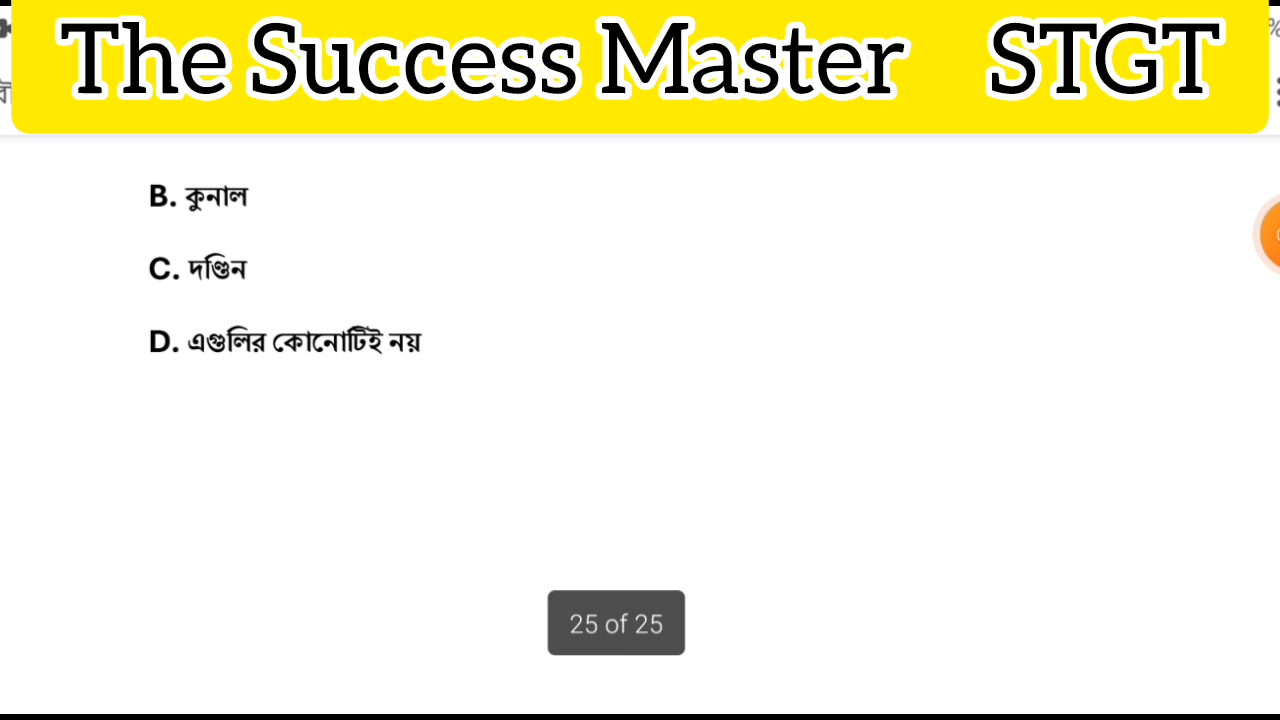 The Success Master STGT
B. কুনাল
C. দণ্ডিন
D. এগুলির কোনোটিই নয়
25 of 25